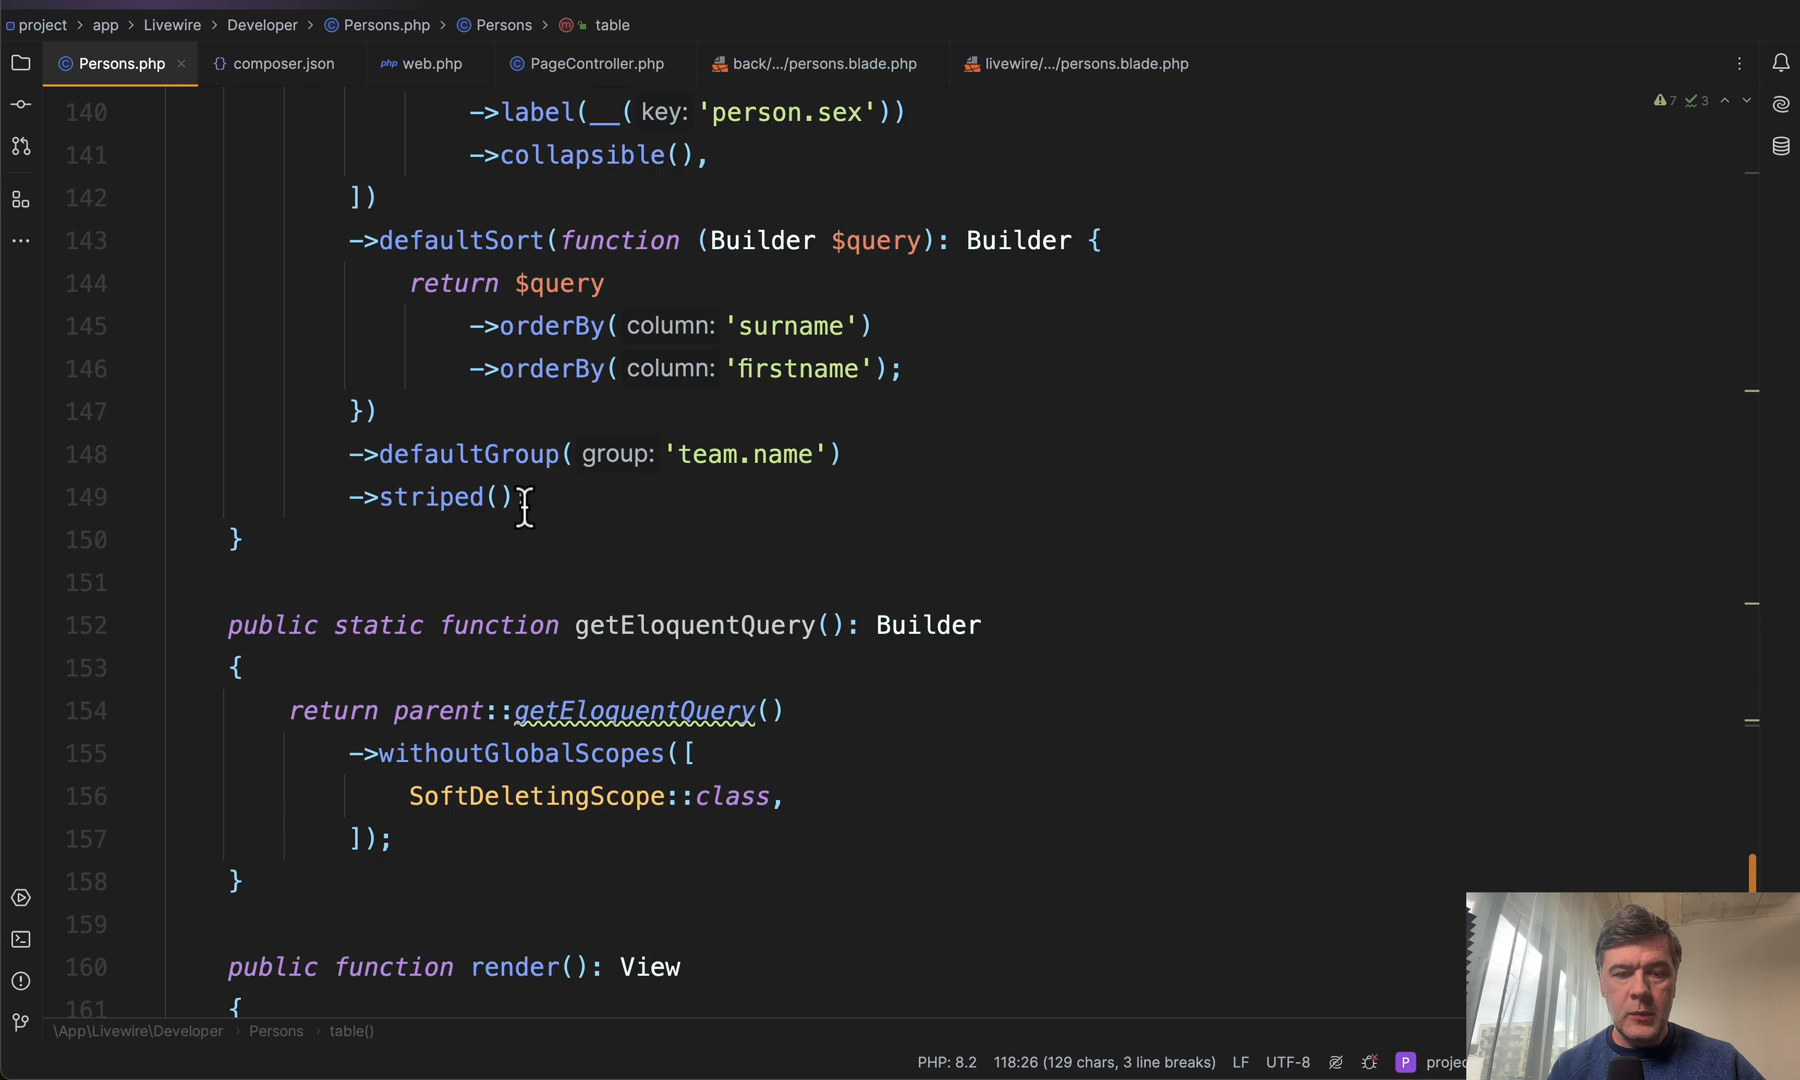 project > app > Livewire > Developer > Persons.php > Persons > table
Persons.php × composer.json php web.php PageController.php back/.../persons.blade.php livewire/.../persons.blade.php
7 3
140 ->label(__( key: 'person.sex'))
141 ->collapsible(),
142 ])
143 ->defaultSort(function (Builder $query): Builder {
144 return $query
145 ->orderBy( column: 'surname')
146 ->orderBy( column: 'firstname');
147 })
148 ->defaultGroup( group: 'team.name')
149 ->striped()
150 }
151
152 public static function getEloquentQuery(): Builder
153 {
154 return parent::getEloquentQuery()
155 ->withoutGlobalScopes([
156 SoftDeletingScope::class,
157 ]);
158 }
159
160 public function render(): View
161 {
\App\Livewire\Developer > Persons > table()
PHP: 8.2 118:26 (129 chars, 3 line breaks) LF UTF-8 P